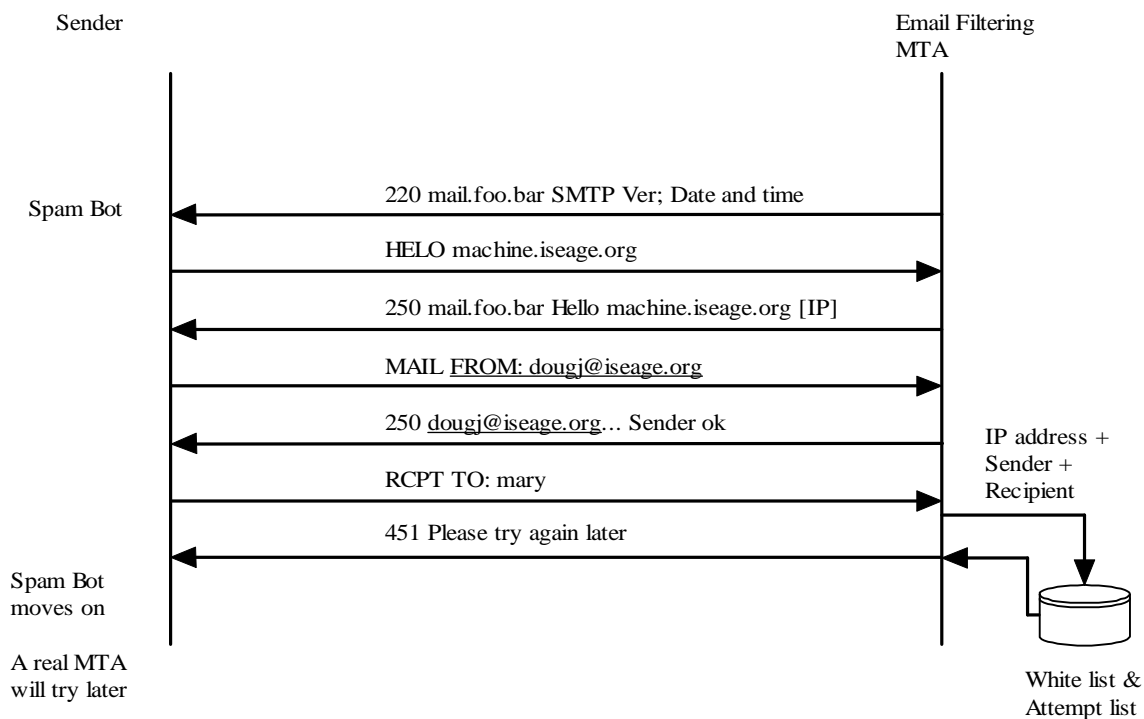 Sender
Email Filtering
MTA
220 mail.foo.bar SMTP Ver; Date and time
Spam Bot
HELO machine.iseage.org
250 mail.foo.bar Hello machine.iseage.org [IP]
MAIL FROM: dougj@iseage.org
250 dougj@iseage.org... Sender ok
IP address +
Sender +
Recipient
RCPT TO: mary
451 Please try again later
Spam Bot
moves on
A real MTA
will try later
White list &
Attempt list